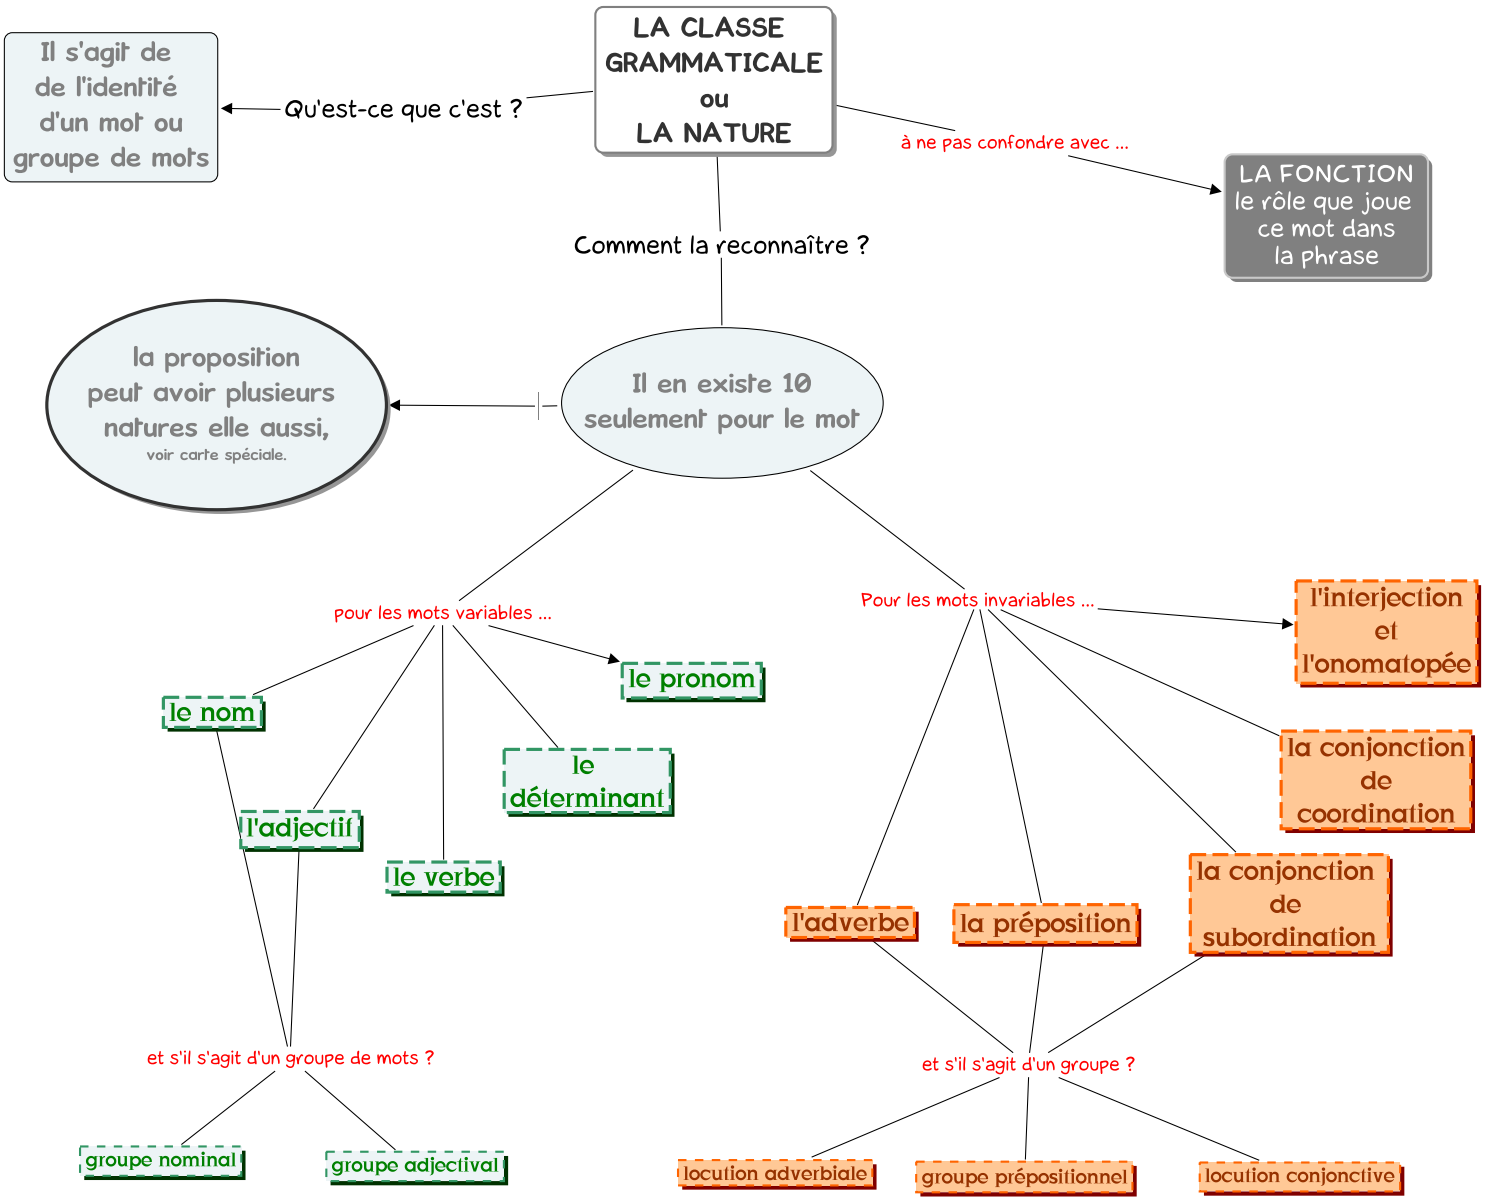 LA CLASSE
GRAMMATICALE
ou
LA NATURE
Il s'agit de
de l'identité
d'un mot ou
groupe de mots
Qu'est-ce que c'est ?
à ne pas confondre avec ...
LA FONCTION
le rôle que joue
ce mot dans
la phrase
Comment la reconnaître ?
la proposition
peut avoir plusieurs
natures elle aussi,
voir carte spéciale.
Il en existe 10
seulement pour le mot
pour les mots variables ...
Pour les mots invariables ...
l'interjection
et
l'onomatopée
le pronom
le nom
le
déterminant
la conjonction
de
coordination
l'adjectif
le verbe
la conjonction
de
subordination
l'adverbe
la préposition
et s'il s'agit d'un groupe de mots ?
et s'il s'agit d'un groupe ?
groupe nominal
groupe adjectival
locution adverbiale
groupe prépositionnel
locution conjonctive